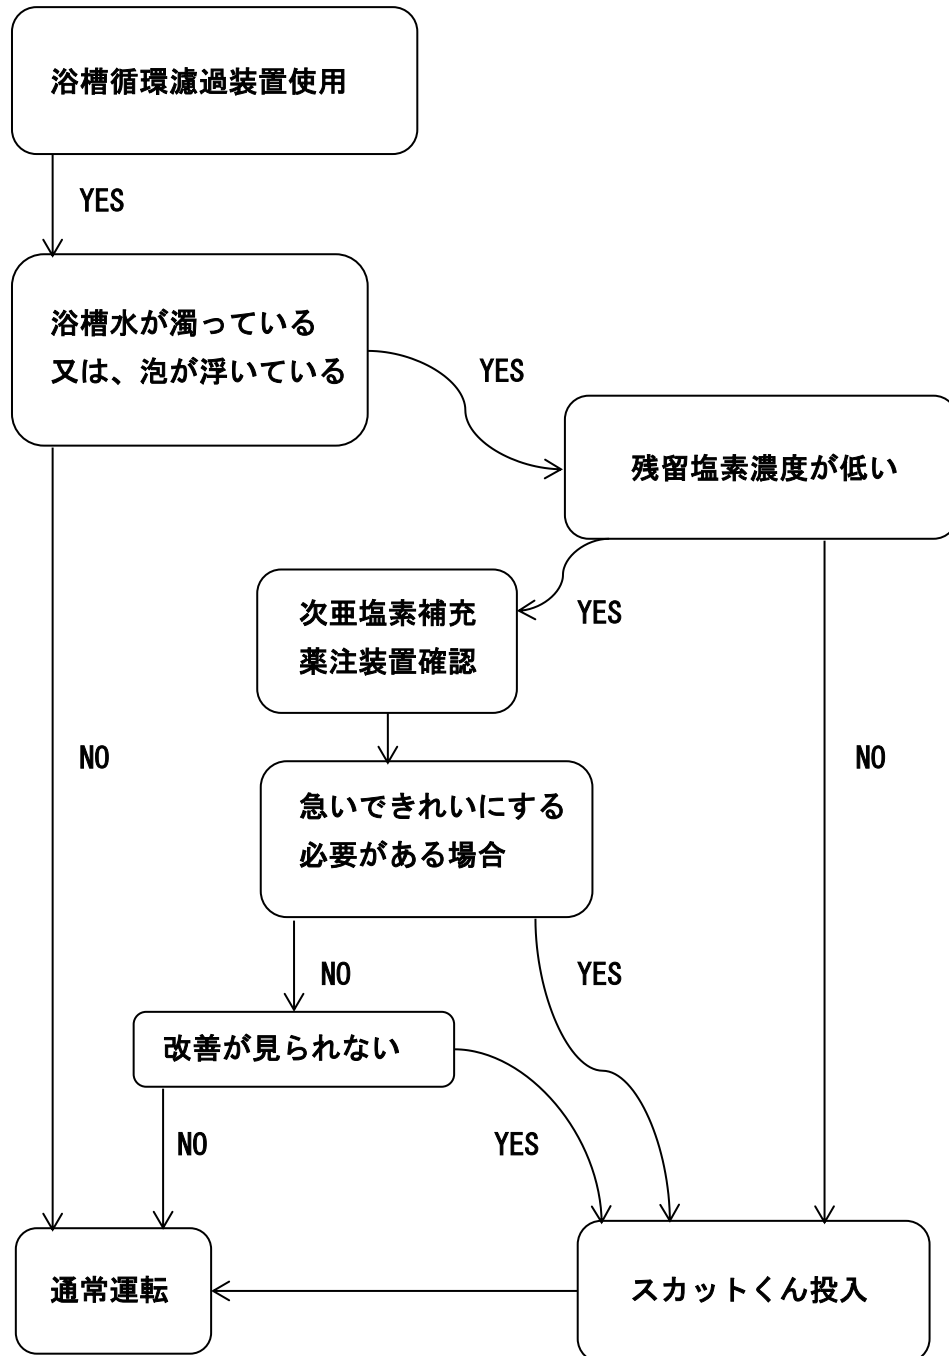 浴槽循環濾過装置使用
YES
浴槽水が濁っている
又は、泡が浮いている
YES
残留塩素濃度が低い
次亜塩素補充
薬注装置確認
YES
NO
NO
急いできれいにする
必要がある場合
NO
YES
改善が見られない
NO
YES
通常運転
スカットくん投入